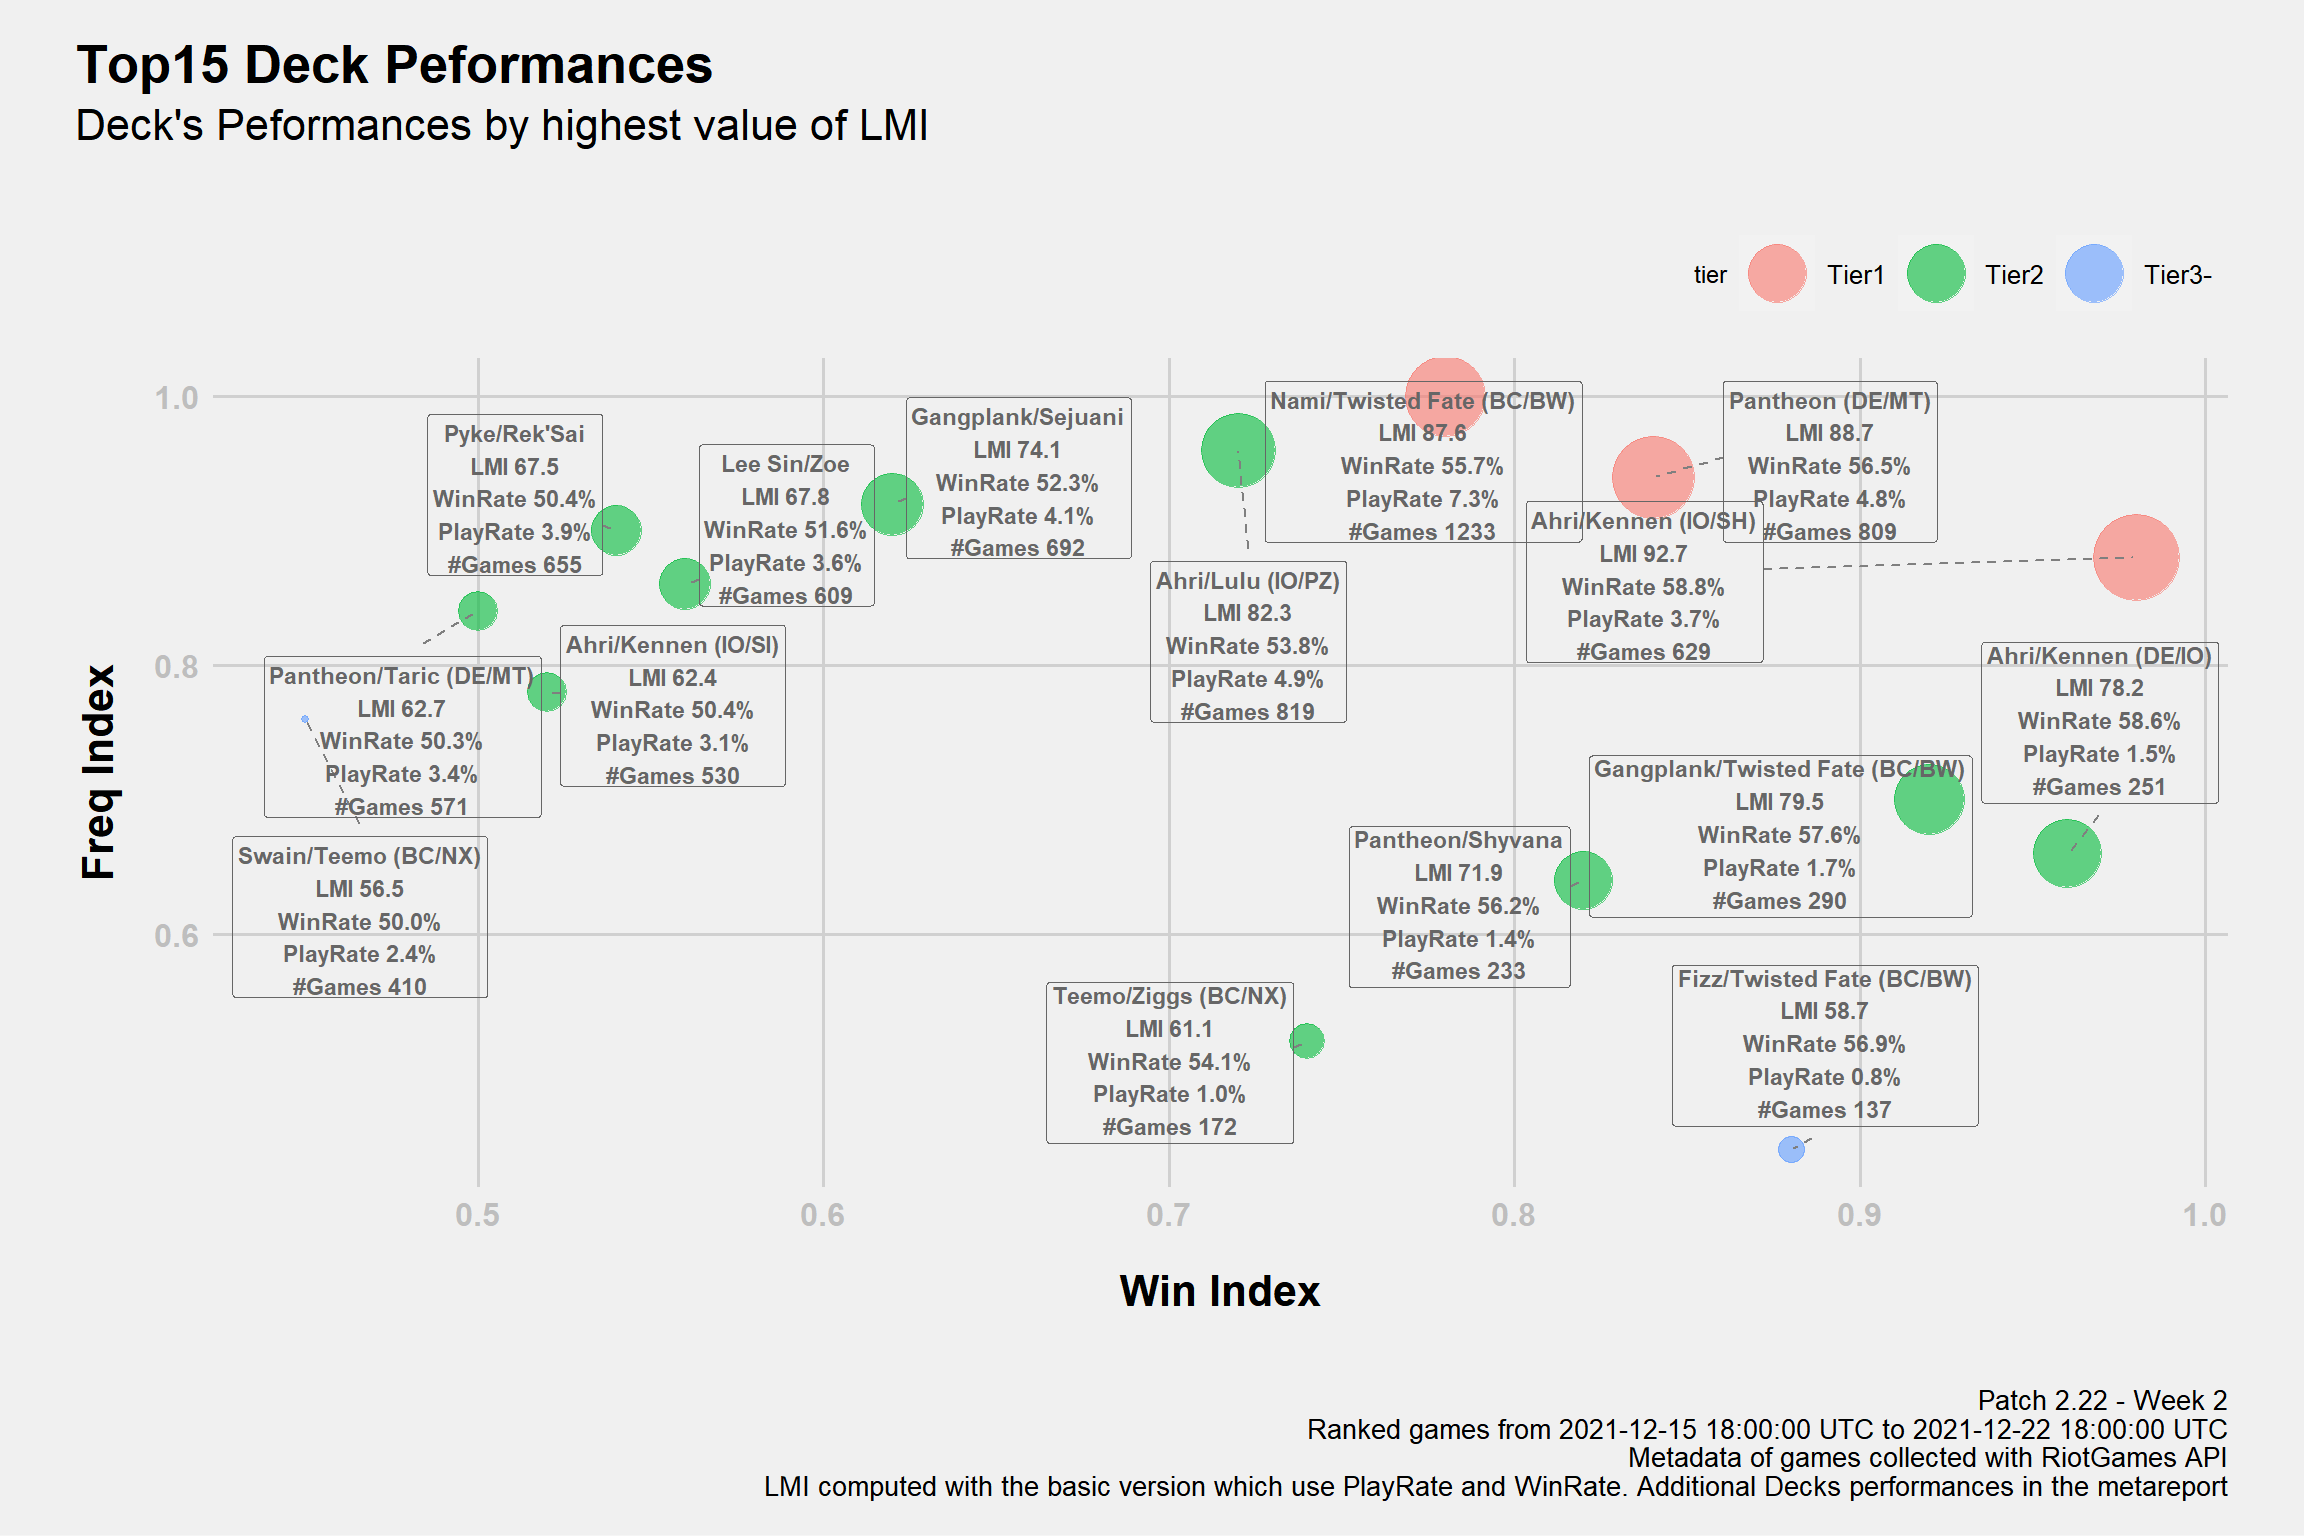 Top15 Deck Peformances
Deck's Peformances by highest value of LMI
tier
Tier1
Tier2
Tier3-
Freq Index
1.0
0.8
0.6
Pyke/Rek'Sai
LMI 67.5
WinRate 50.4%
PlayRate 3.9%
#Games 655
Lee Sin/Zoe
LMI 67.8
WinRate 51.6%
PlayRate 3.6%
#Games 609
Gangplank/Sejuani
LMI 74.1
WinRate 52.3%
PlayRate 4.1%
#Games 692
Nami/Twisted Fate (BC/BW)
LMI 87.6
WinRate 55.7%
PlayRate 7.3%
#Games 1233
Pantheon (DE/MT)
LMI 88.7
WinRate 56.5%
PlayRate 4.8%
#Games 809
Ahri/Kennen (IO/SH)
LMI 92.7
WinRate 58.8%
PlayRate 3.7%
#Games 629
Ahri/Lulu (IO/PZ)
LMI 82.3
WinRate 53.8%
PlayRate 4.9%
#Games 819
Pantheon/Taric (DE/MT)
LMI 62.7
WinRate 50.3%
PlayRate 3.4%
#Games 571
Ahri/Kennen (IO/SI)
LMI 62.4
WinRate 50.4%
PlayRate 3.1%
#Games 530
Ahri/Kennen (DE/IO)
LMI 78.2
WinRate 58.6%
PlayRate 1.5%
#Games 251
Gangplank/Twisted Fate (BC/BW)
LMI 79.5
WinRate 57.6%
PlayRate 1.7%
#Games 290
Pantheon/Shyvana
LMI 71.9
WinRate 56.2%
PlayRate 1.4%
#Games 233
Swain/Teemo (BC/NX)
LMI 56.5
WinRate 50.0%
PlayRate 2.4%
#Games 410
Teemo/Ziggs (BC/NX)
LMI 61.1
WinRate 54.1%
PlayRate 1.0%
#Games 172
Fizz/Twisted Fate (BC/BW)
LMI 58.7
WinRate 56.9%
PlayRate 0.8%
#Games 137
0.5
0.6
0.7
0.8
0.9
1.0
Win Index
Patch 2.22 - Week 2
Ranked games from 2021-12-15 18:00:00 UTC to 2021-12-22 18:00:00 UTC
Metadata of games collected with RiotGames API
LMI computed with the basic version which use PlayRate and WinRate. Additional Decks performances in the metareport